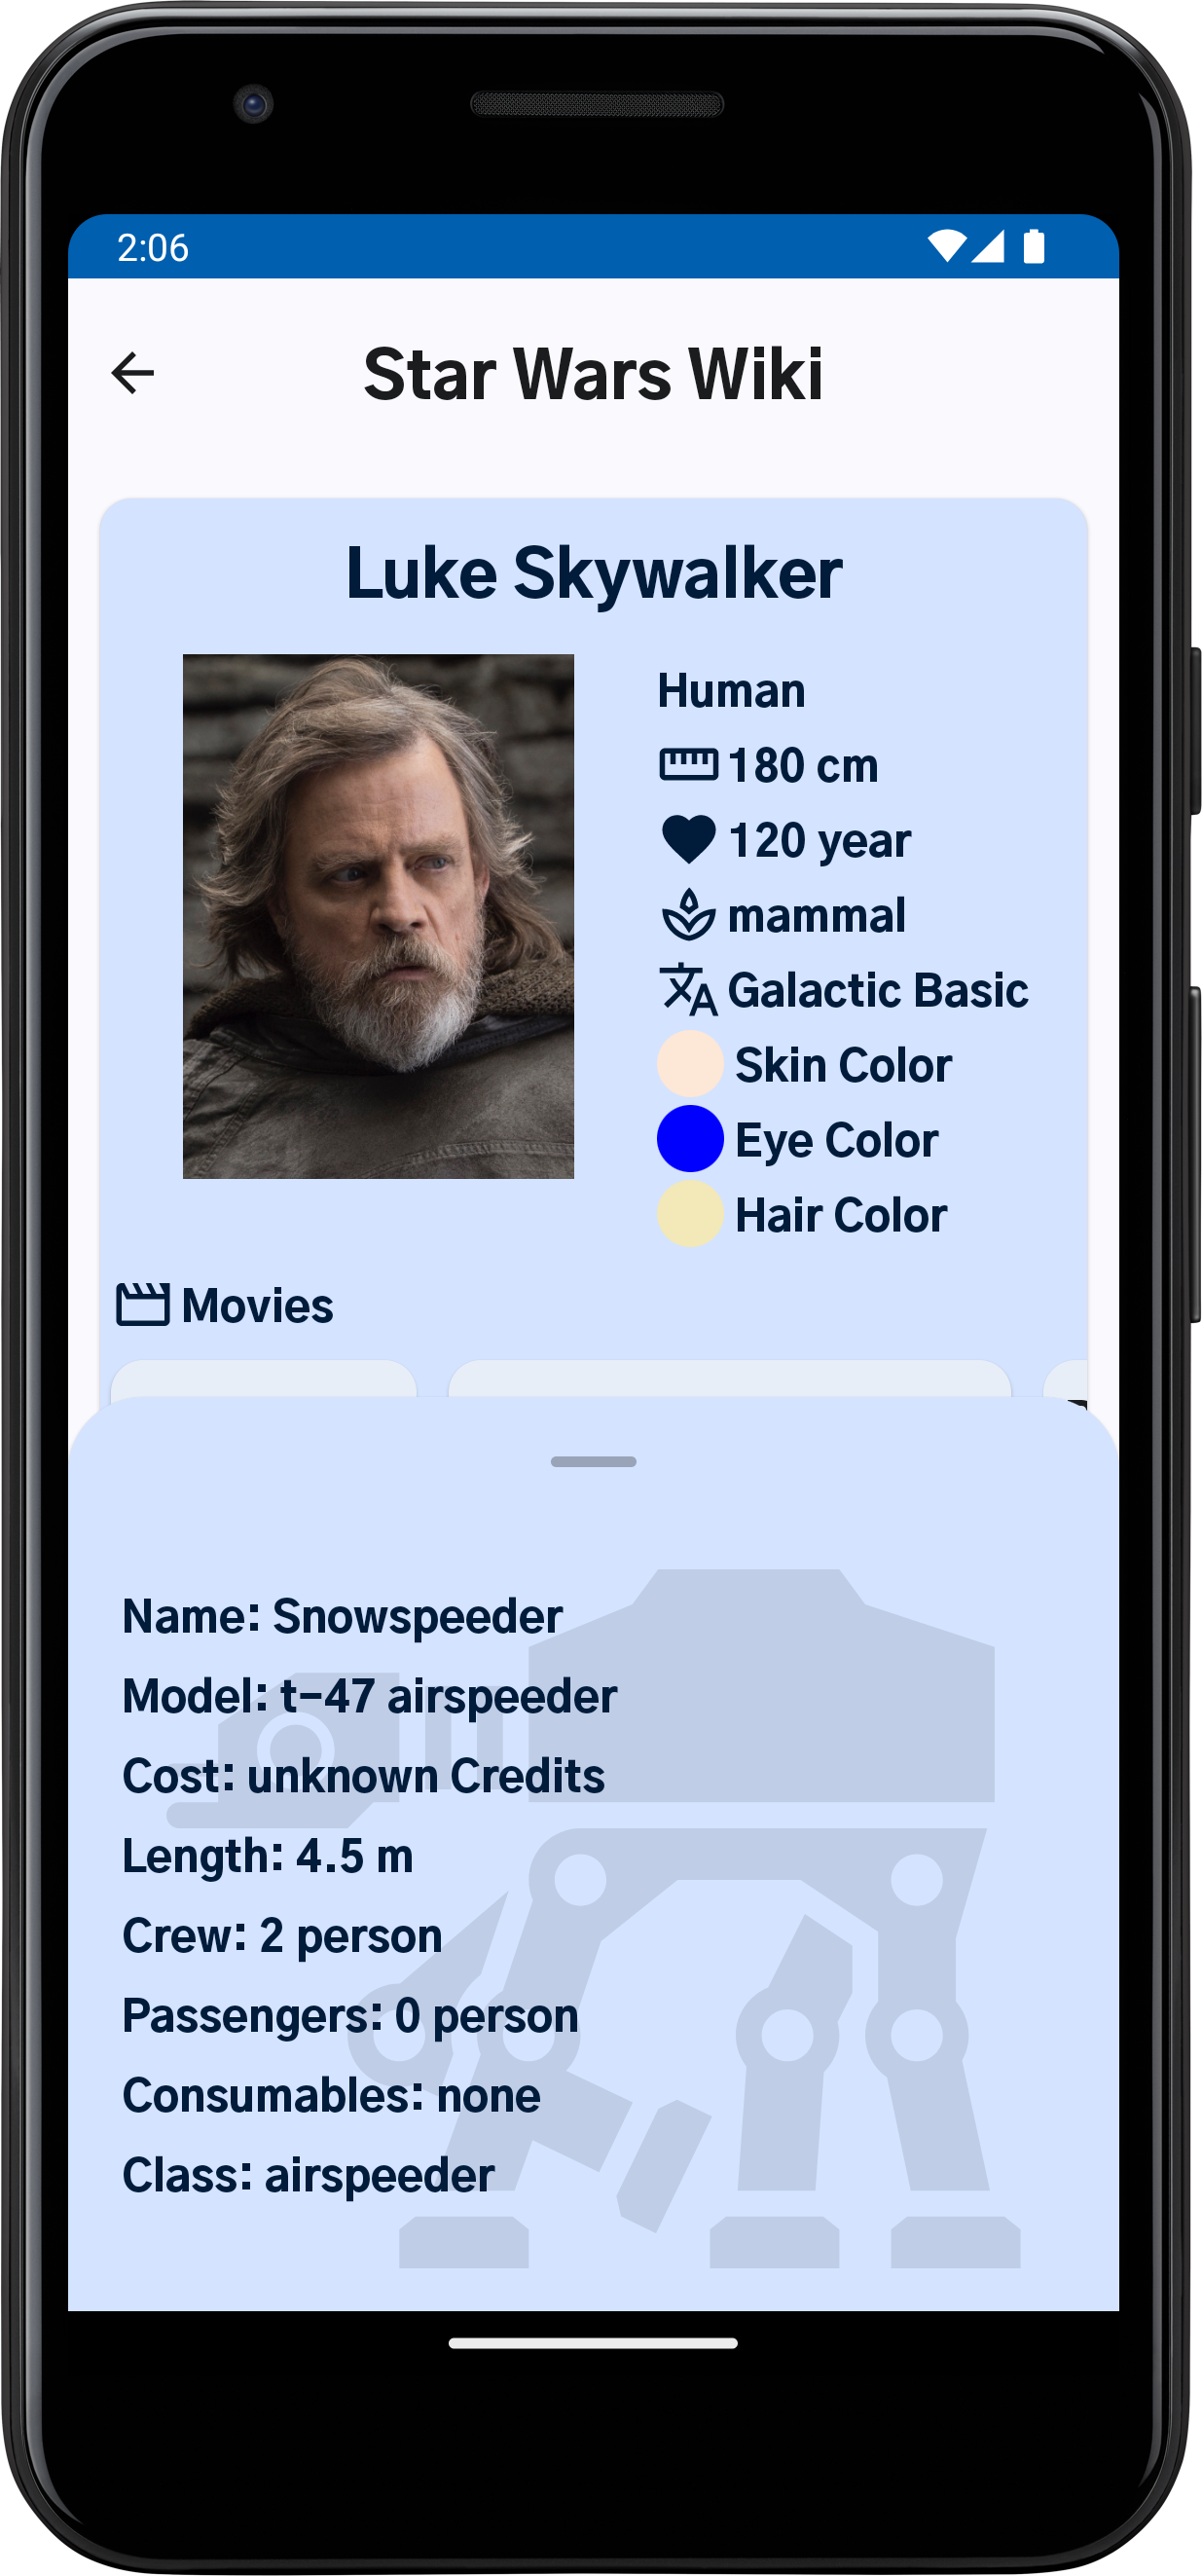 2:06
Star Wars Wiki
Luke Skywalker
Human
180 cm
120 year
mammal
Galactic Basic
Skin Color
Eye Color
Hair Color
Movies
Name: Snowspeeder
Model: t-47 airspeeder
Cost: unknown Credits
Length: 4.5 m
Crew: 2 person
Passengers: 0 person
Consumables: none
Class: airspeeder